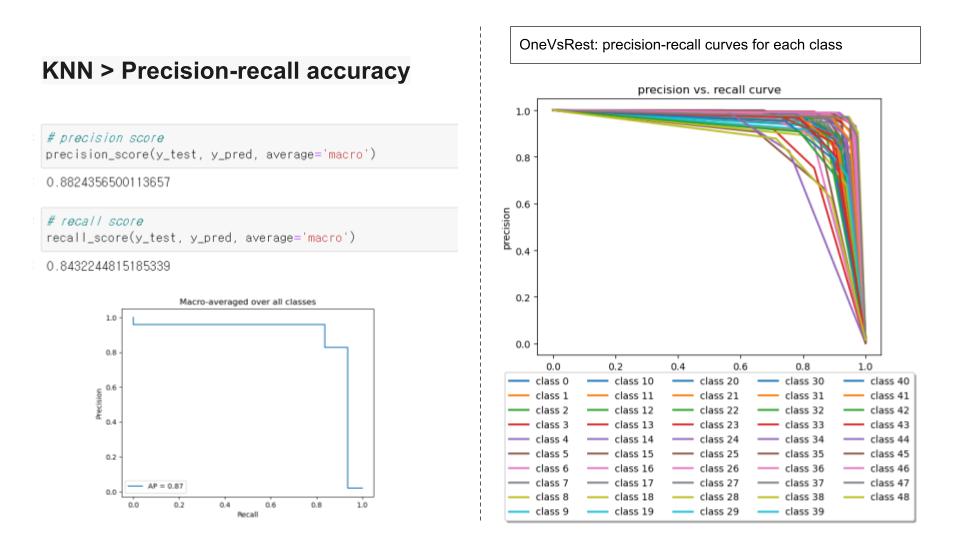 KNN > Precision-recall accuracy
# precision score
precision_score(y_test, y_pred, average='macro')
0.8824356500113657
# recall score
recall_score(y_test, y_pred, average='macro')
0.8432244815185339
Macro-averaged over all classes
1.0
0.8
0.6
0.4
0.2
0.0
Precision
AP = 0.87
0.0 0.2 0.4 0.6 0.8 1.0
Recall
OneVsRest: precision-recall curves for each class
precision vs. recall curve
1.0
0.8
0.6
0.4
0.2
0.0
precision
0.0 0.2 0.4 0.6 0.8 1.0
class 0 class 10 class 20 class 30 class 40
class 1 class 11 class 21 class 31 class 41
class 2 class 12 class 22 class 32 class 42
class 3 class 13 class 23 class 33 class 43
class 4 class 14 class 24 class 34 class 44
class 5 class 15 class 25 class 35 class 45
class 6 class 16 class 26 class 36 class 46
class 7 class 17 class 27 class 37 class 47
class 8 class 18 class 28 class 38 class 48
class 9 class 19 class 29 class 39